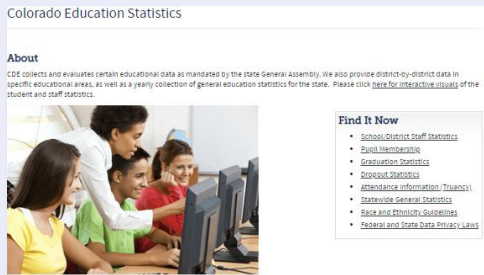 Colorado Education Statistics
About
CDE collects and evaluates certain educational data as mandated by the state General Assembly. We also provide district-by-district data in
specific educational areas, as well as a yearly collection of general education statistics for the state. Please click here for interactive visuals of the
student and staff statistics.
Find It Now
School/District Staff Statistics
Pupil Membership
Graduation Statistics
Dropout Statistics
Attendance Information (Truancy)
Statewide General Statistics
Race and Ethnicity Guidelines
Federal and State Data Privacy Laws